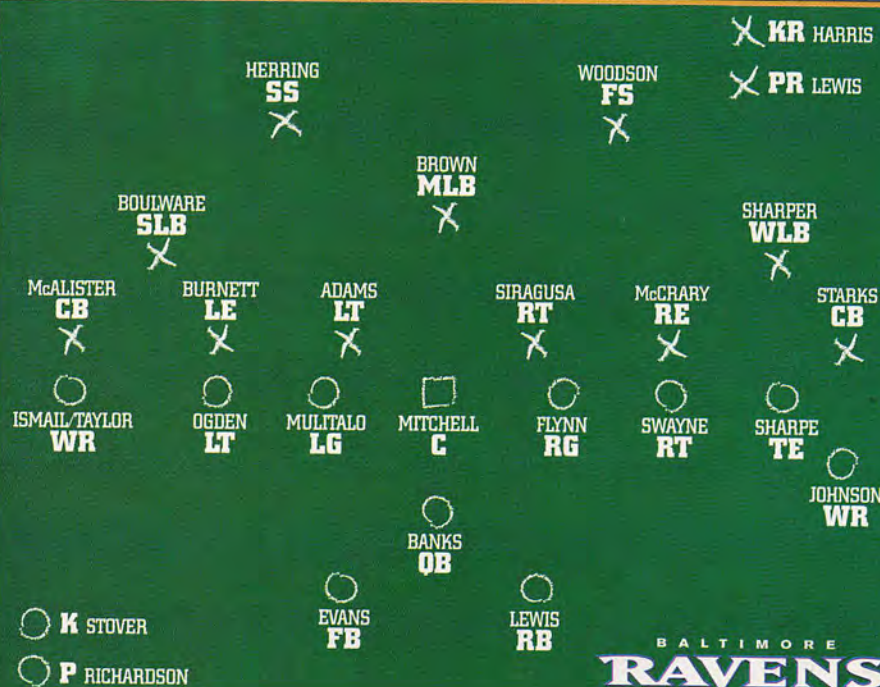 KR HARRIS
PR LEWIS
HERRING
SS
WOODSON
FS
BROWN
MLB
BOULWARE
SLB
SHARPER
WLB
McALISTER
CB
BURNETT
LE
ADAMS
LT
SIRAGUSA
RT
McCRARY
RE
STARKS
CB
ISMAIL/TAYLOR
WR
OGDEN
LT
MULITALO
LG
MITCHELL
C
FLYNN
RG
SWAYNE
RT
SHARPE
TE
JOHNSON
WR
BANKS
QB
EVANS
FB
LEWIS
RB
K STOVER
P RICHARDSON
BALTIMORE
RAVENS